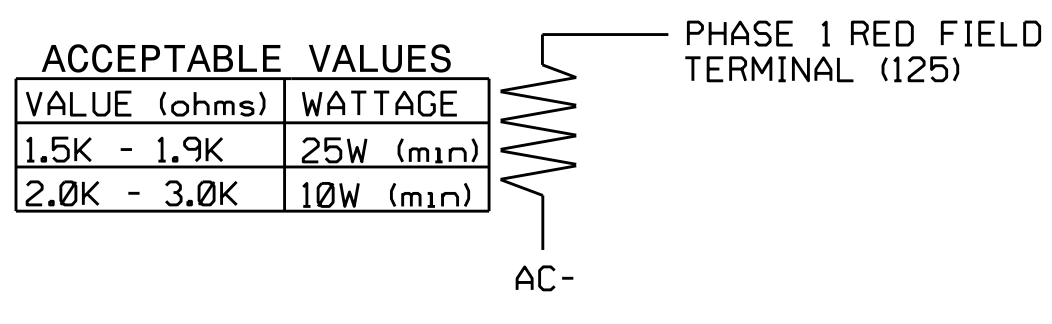 PHASE 1 RED FIELD
TERMINAL (125)
ACCEPTABLE VALUES
VALUE (ohms) WATTAGE
1.5K - 1.9K 25W (min)
2.0K - 3.0K 10W (min)
AC-